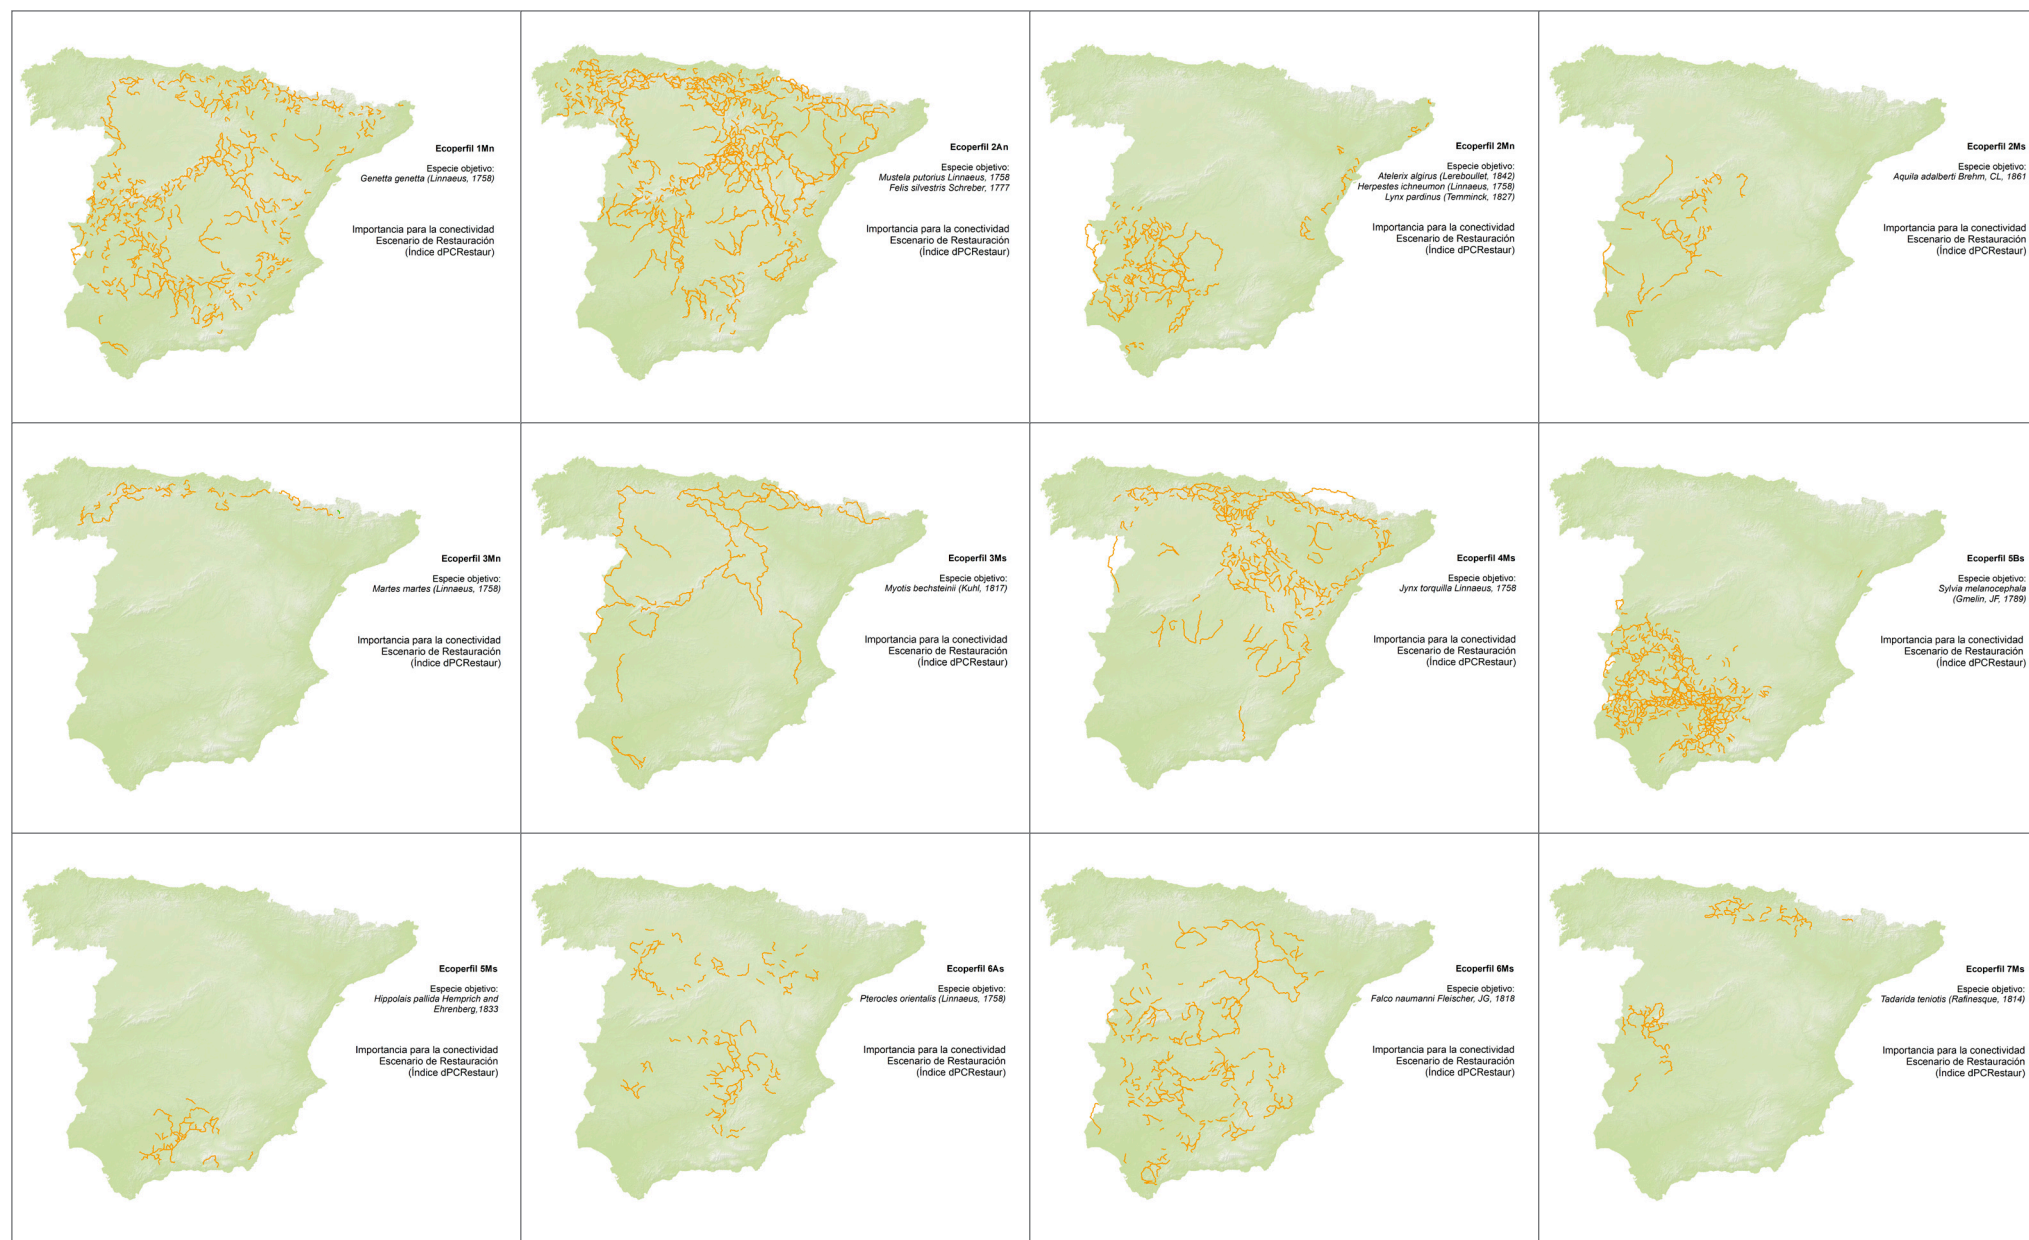 Ecoperfil 1Mn
Especie objetivo:
Genetta genetta (Linnaeus, 1758)
Importancia para la conectividad
Escenario de Restauración
(Índice dPCRestaur)
Ecoperfil 2An
Especie objetivo:
Mustela putorius Linnaeus, 1758
Felis silvestris Schreber, 1777
Importancia para la conectividad
Escenario de Restauración
(Índice dPCRestaur)
Ecoperfil 2Mn
Especie objetivo:
Atelerix algirus (Lereboullet, 1842)
Herpestes ichneumon (Linnaeus, 1758)
Lynx pardinus (Temminck, 1827)
Importancia para la conectividad
Escenario de Restauración
(Índice dPCRestaur)
Ecoperfil 2Ms
Especie objetivo:
Aquila adalberti Brehm, CL, 1861
Importancia para la conectividad
Escenario de Restauración
(Índice dPCRestaur)
Ecoperfil 3Mn
Especie objetivo:
Martes martes (Linnaeus, 1758)
Importancia para la conectividad
Escenario de Restauración
(Índice dPCRestaur)
Ecoperfil 3Ms
Especie objetivo:
Myotis bechsteinii (Kuhl, 1817)
Importancia para la conectividad
Escenario de Restauración
(Índice dPCRestaur)
Ecoperfil 4Ms
Especie objetivo:
Jynx torquilla Linnaeus, 1758
Importancia para la conectividad
Escenario de Restauración
(Índice dPCRestaur)
Ecoperfil 5Bs
Especie objetivo:
Sylvia melanocephala
(Gmelin, JF, 1789)
Importancia para la conectividad
Escenario de Restauración
(Índice dPCRestaur)
Ecoperfil 5Ms
Especie objetivo:
Hippolais pallida Hemprich and
Ehrenberg,1833
Importancia para la conectividad
Escenario de Restauración
(Índice dPCRestaur)
Ecoperfil 6As
Especie objetivo:
Pterocles orientalis (Linnaeus, 1758)
Importancia para la conectividad
Escenario de Restauración
(Índice dPCRestaur)
Ecoperfil 6Ms
Especie objetivo:
Falco naumanni Fleischer, JG, 1818
Importancia para la conectividad
Escenario de Restauración
(Índice dPCRestaur)
Ecoperfil 7Ms
Especie objetivo:
Tadarida teniotis (Rafinesque, 1814)
Importancia para la conectividad
Escenario de Restauración
(Índice dPCRestaur)